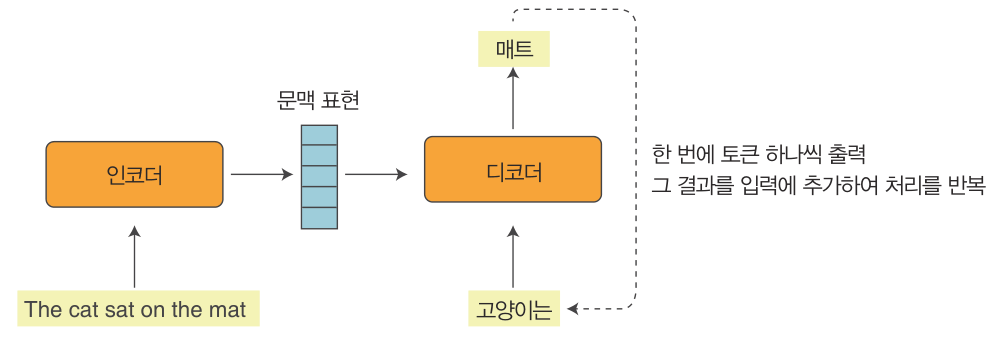 매트
문맥 표현
인코더
디코더
한 번에 토큰 하나씩 출력
그 결과를 입력에 추가하여 처리를 반복
The cat sat on the mat
고양이는